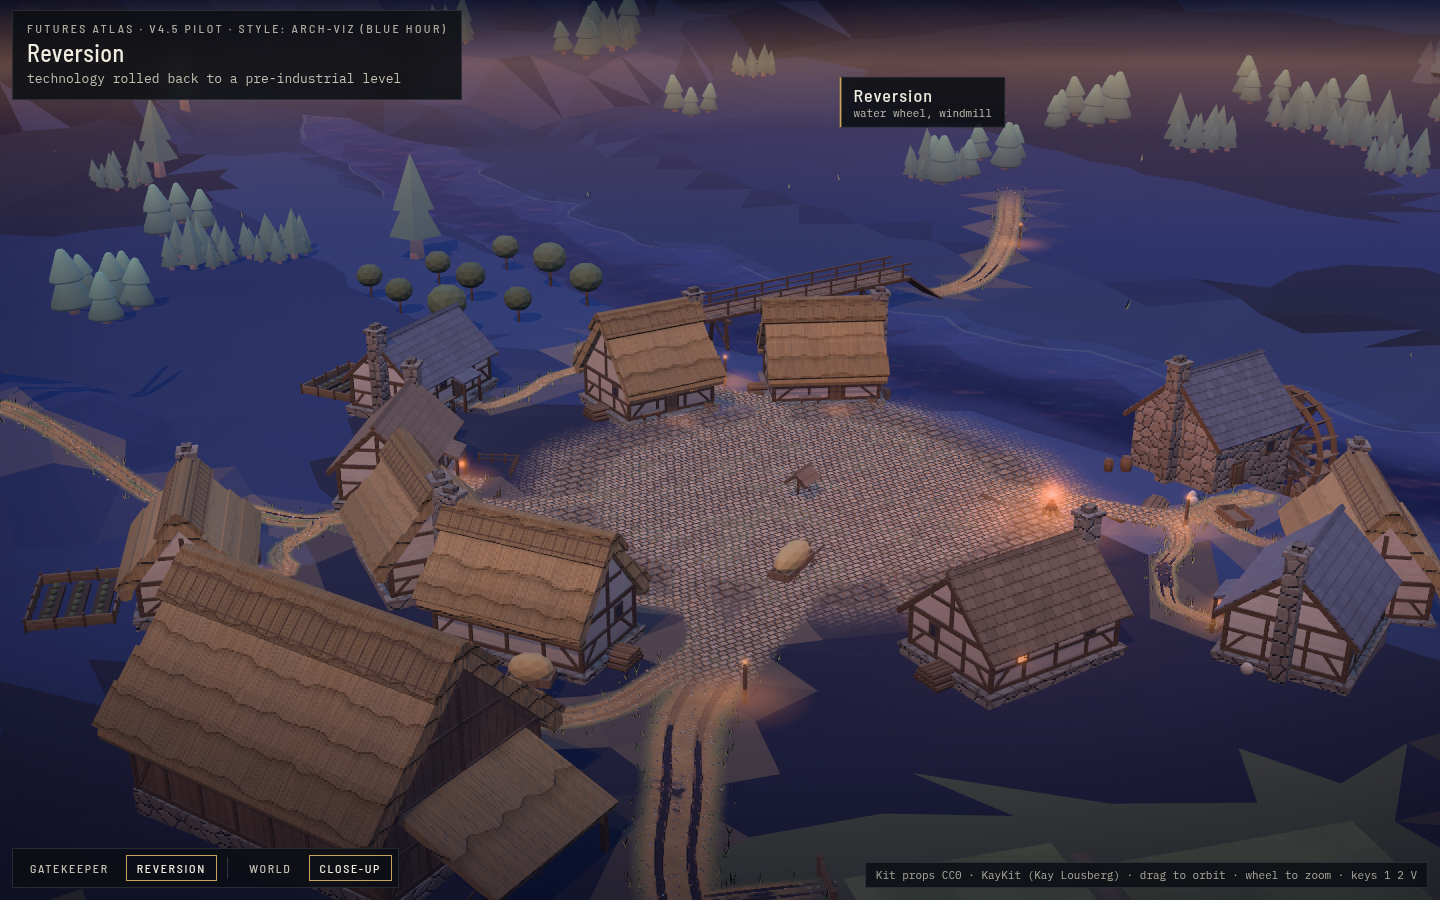 FUTURES ATLAS · V4.5 PILOT · STYLE: ARCH-VIZ (BLUE HOUR)
Reversion
technology rolled back to a pre-industrial level
Reversion
water wheel, windmill
GATEKEEPER REVERSION WORLD CLOSE-UP
Kit props CC0 · KayKit (Kay Lousberg) · drag to orbit · wheel to zoom · keys 1 2 V